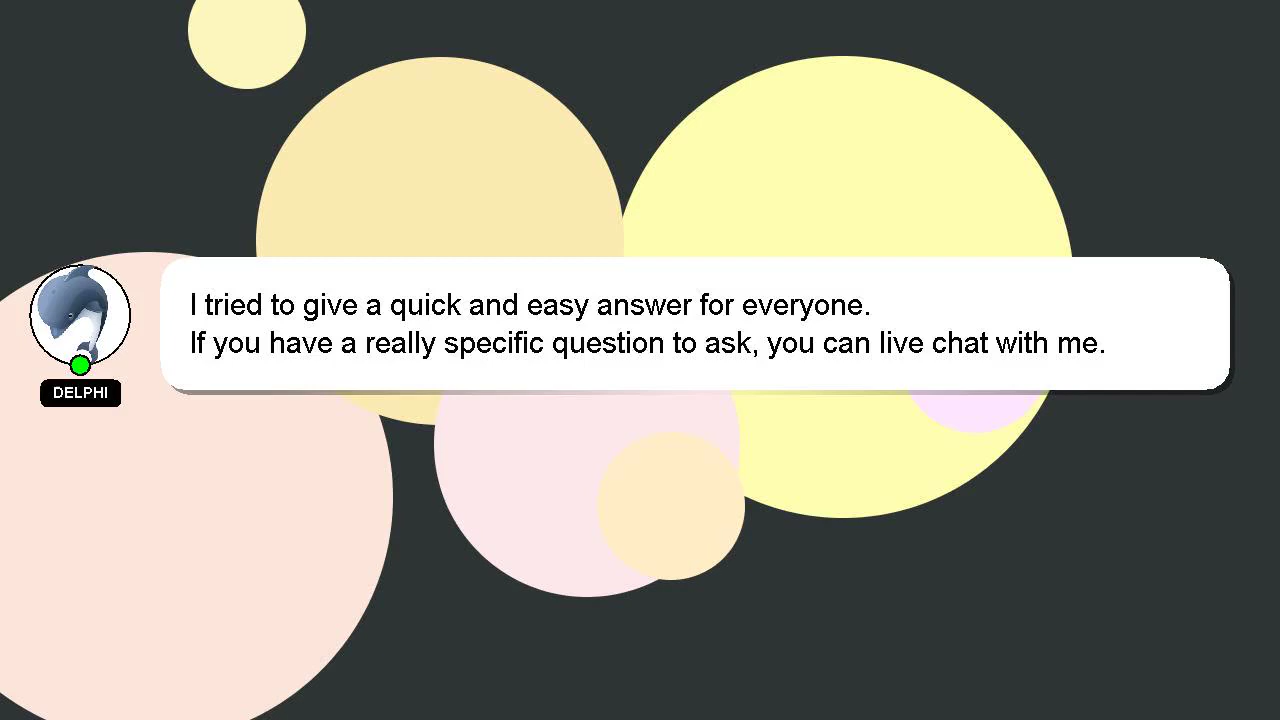 I tried to give a quick and easy answer for everyone.
If you have a really specific question to ask, you can live chat with me.
DELPHI